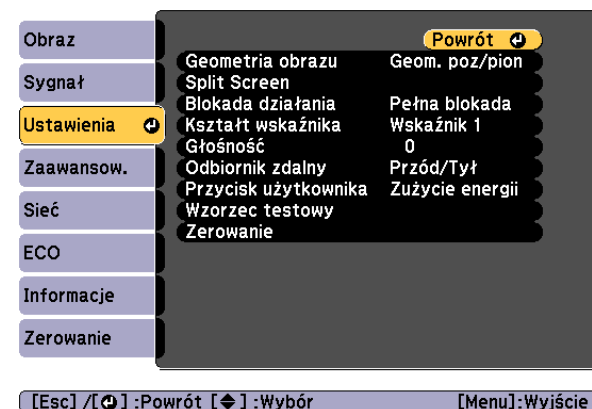 Obraz
Sygnał
Ustawienia
Zaawansow.
Sieć
ECO
Informacje
Zerowanie
Powrót
Geometria obrazu Geom. poz/pion
Split Screen
Blokada działania Pełna blokada
Kształt wskaźnika Wskaźnik 1
Głośność 0
Odbiornik zdalny Przód/Tył
Przycisk użytkownika Zużycie energii
Wzorzec testowy
Zerowanie
[Esc] /[⏎] :Powrót [◆] :Wybór [Menu]:Wyjście